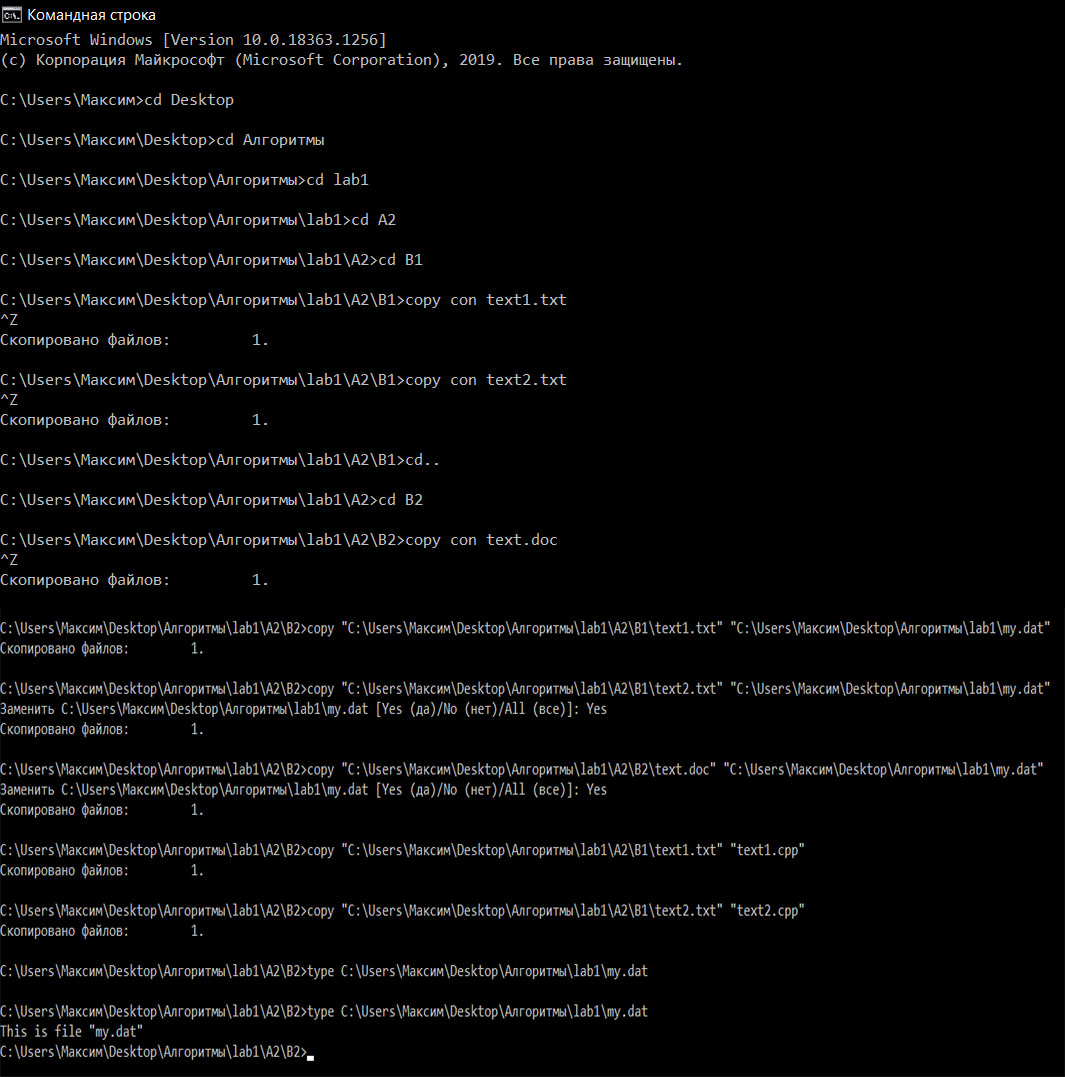 Командная строка
Microsoft Windows [Version 10.0.18363.1256]
(c) Корпорация Майкрософт (Microsoft Corporation), 2019. Все права защищены.
C:\Users\Максим>cd Desktop
C:\Users\Максим\Desktop>cd Алгоритмы
C:\Users\Максим\Desktop\Алгоритмы>cd lab1
C:\Users\Максим\Desktop\Алгоритмы\lab1>cd A2
C:\Users\Максим\Desktop\Алгоритмы\lab1\A2>cd B1
C:\Users\Максим\Desktop\Алгоритмы\lab1\A2\B1>copy con text1.txt
^Z
Скопировано файлов:         1.
C:\Users\Максим\Desktop\Алгоритмы\lab1\A2\B1>copy con text2.txt
^Z
Скопировано файлов:         1.
C:\Users\Максим\Desktop\Алгоритмы\lab1\A2\B1>cd..
C:\Users\Максим\Desktop\Алгоритмы\lab1\A2>cd B2
C:\Users\Максим\Desktop\Алгоритмы\lab1\A2\B2>copy con text.doc
^Z
Скопировано файлов:         1.
C:\Users\Максим\Desktop\Алгоритмы\lab1\A2\B2>copy "C:\Users\Максим\Desktop\Алгоритмы\lab1\A2\B1\text1.txt" "C:\Users\Максим\Desktop\Алгоритмы\lab1\my.dat"
Скопировано файлов:         1.
C:\Users\Максим\Desktop\Алгоритмы\lab1\A2\B2>copy "C:\Users\Максим\Desktop\Алгоритмы\lab1\A2\B1\text2.txt" "C:\Users\Максим\Desktop\Алгоритмы\lab1\my.dat"
Заменить C:\Users\Максим\Desktop\Алгоритмы\lab1\my.dat [Yes (да)/No (нет)/All (все)]: Yes
Скопировано файлов:         1.
C:\Users\Максим\Desktop\Алгоритмы\lab1\A2\B2>copy "C:\Users\Максим\Desktop\Алгоритмы\lab1\A2\B2\text.doc" "C:\Users\Максим\Desktop\Алгоритмы\lab1\my.dat"
Заменить C:\Users\Максим\Desktop\Алгоритмы\lab1\my.dat [Yes (да)/No (нет)/All (все)]: Yes
Скопировано файлов:         1.
C:\Users\Максим\Desktop\Алгоритмы\lab1\A2\B2>copy "C:\Users\Максим\Desktop\Алгоритмы\lab1\A2\B1\text1.txt" "text1.cpp"
Скопировано файлов:         1.
C:\Users\Максим\Desktop\Алгоритмы\lab1\A2\B2>copy "C:\Users\Максим\Desktop\Алгоритмы\lab1\A2\B1\text2.txt" "text2.cpp"
Скопировано файлов:         1.
C:\Users\Максим\Desktop\Алгоритмы\lab1\A2\B2>type C:\Users\Максим\Desktop\Алгоритмы\lab1\my.dat
C:\Users\Максим\Desktop\Алгоритмы\lab1\A2\B2>type C:\Users\Максим\Desktop\Алгоритмы\lab1\my.dat
This is file "my.dat"
C:\Users\Максим\Desktop\Алгоритмы\lab1\A2\B2>